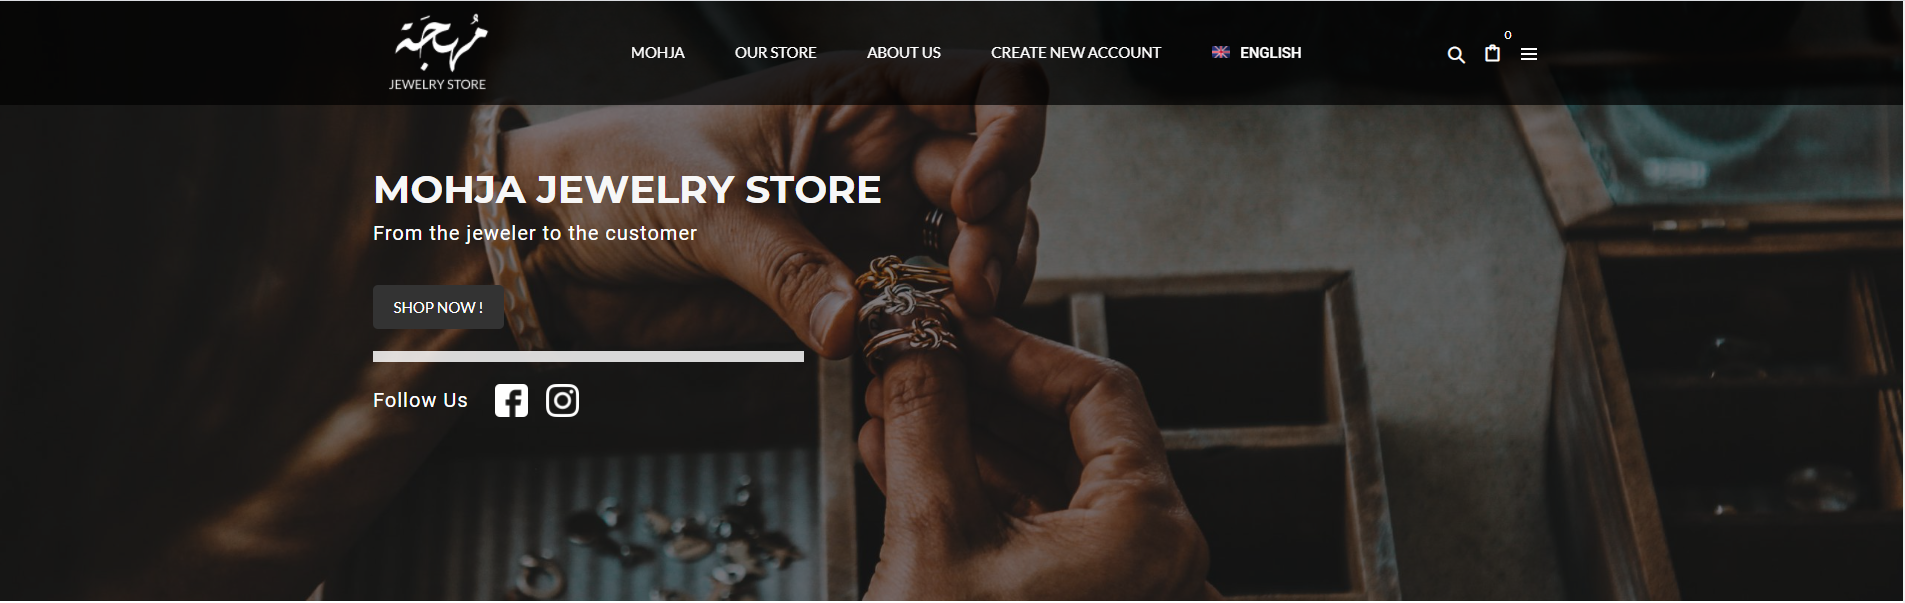 مُهجَة
JEWELRY STORE
MOHJA
OUR STORE
ABOUT US
CREATE NEW ACCOUNT
ENGLISH
0
MOHJA JEWELRY STORE
From the jeweler to the customer
SHOP NOW !
Follow Us